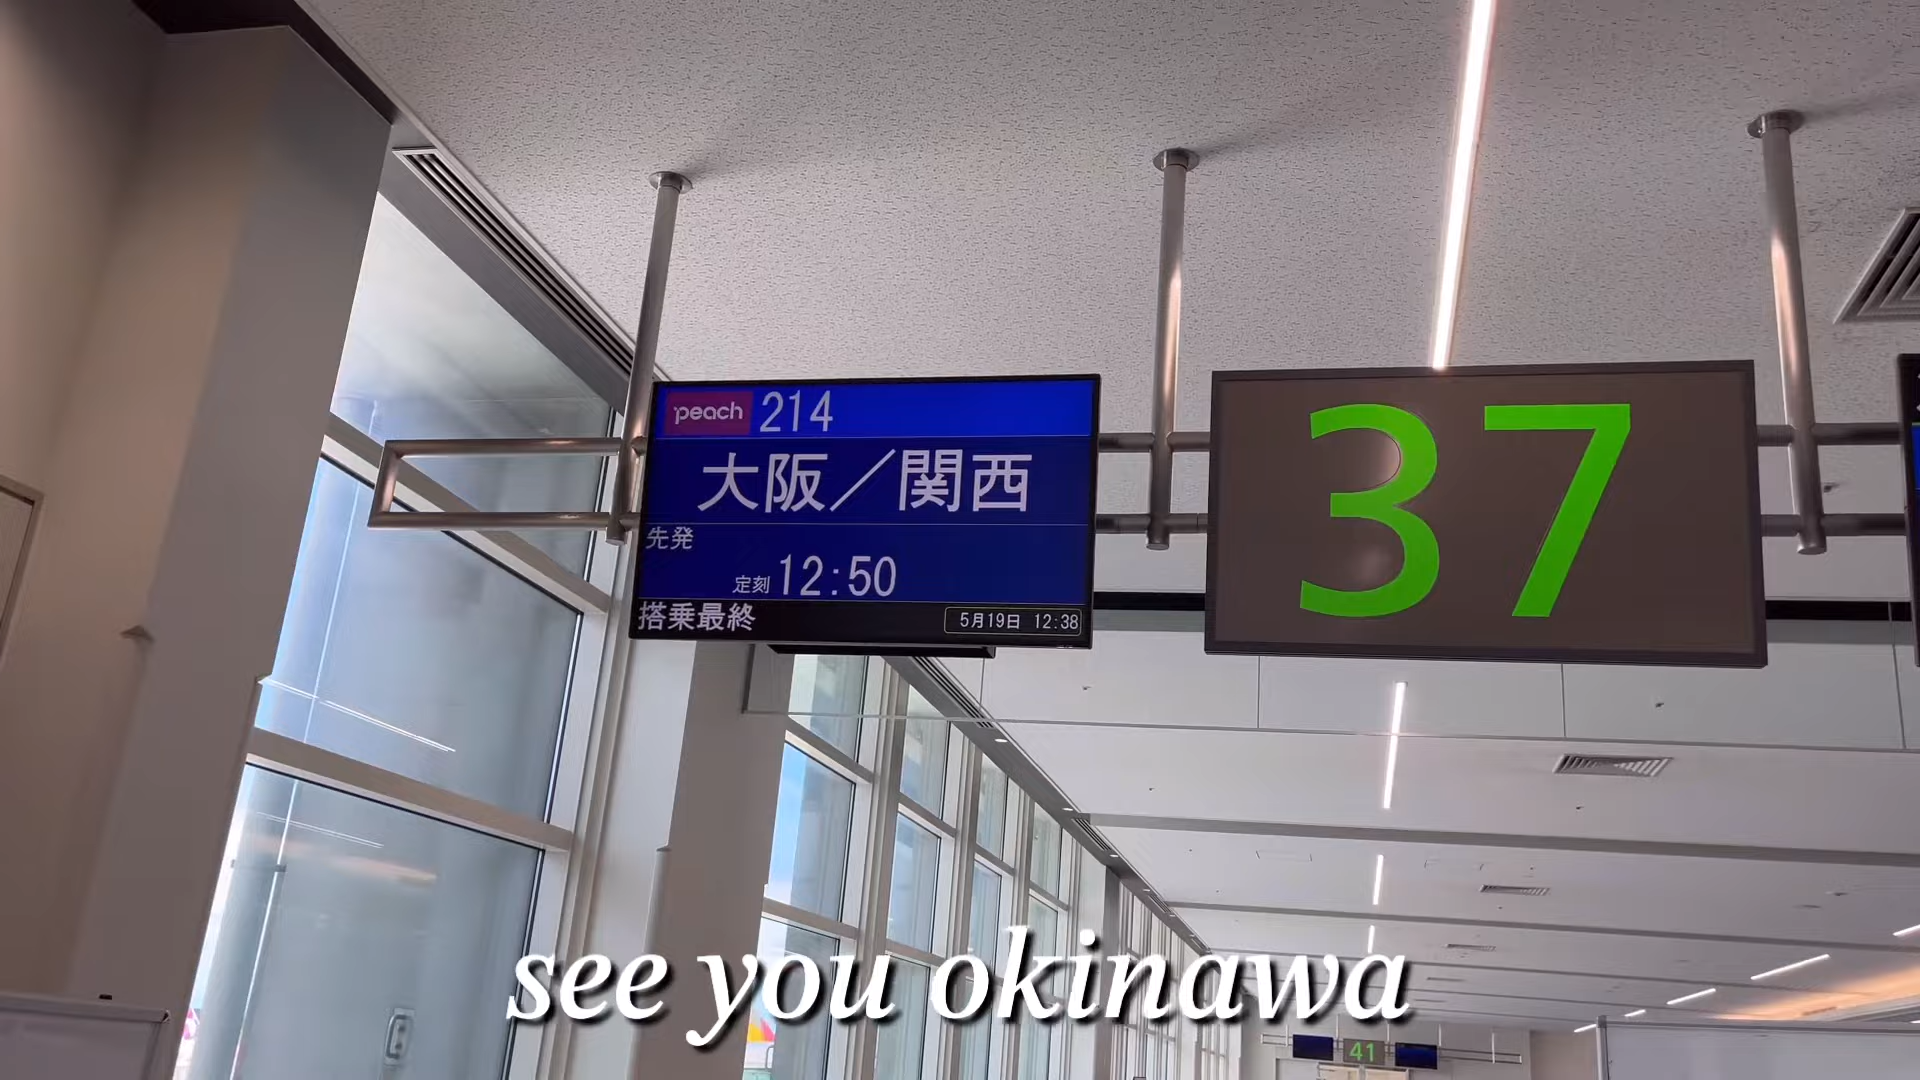 peach 214
大阪／関西
先発
定刻 12:50
搭乗最終 5月19日 12:38
37
see you okinawa
41